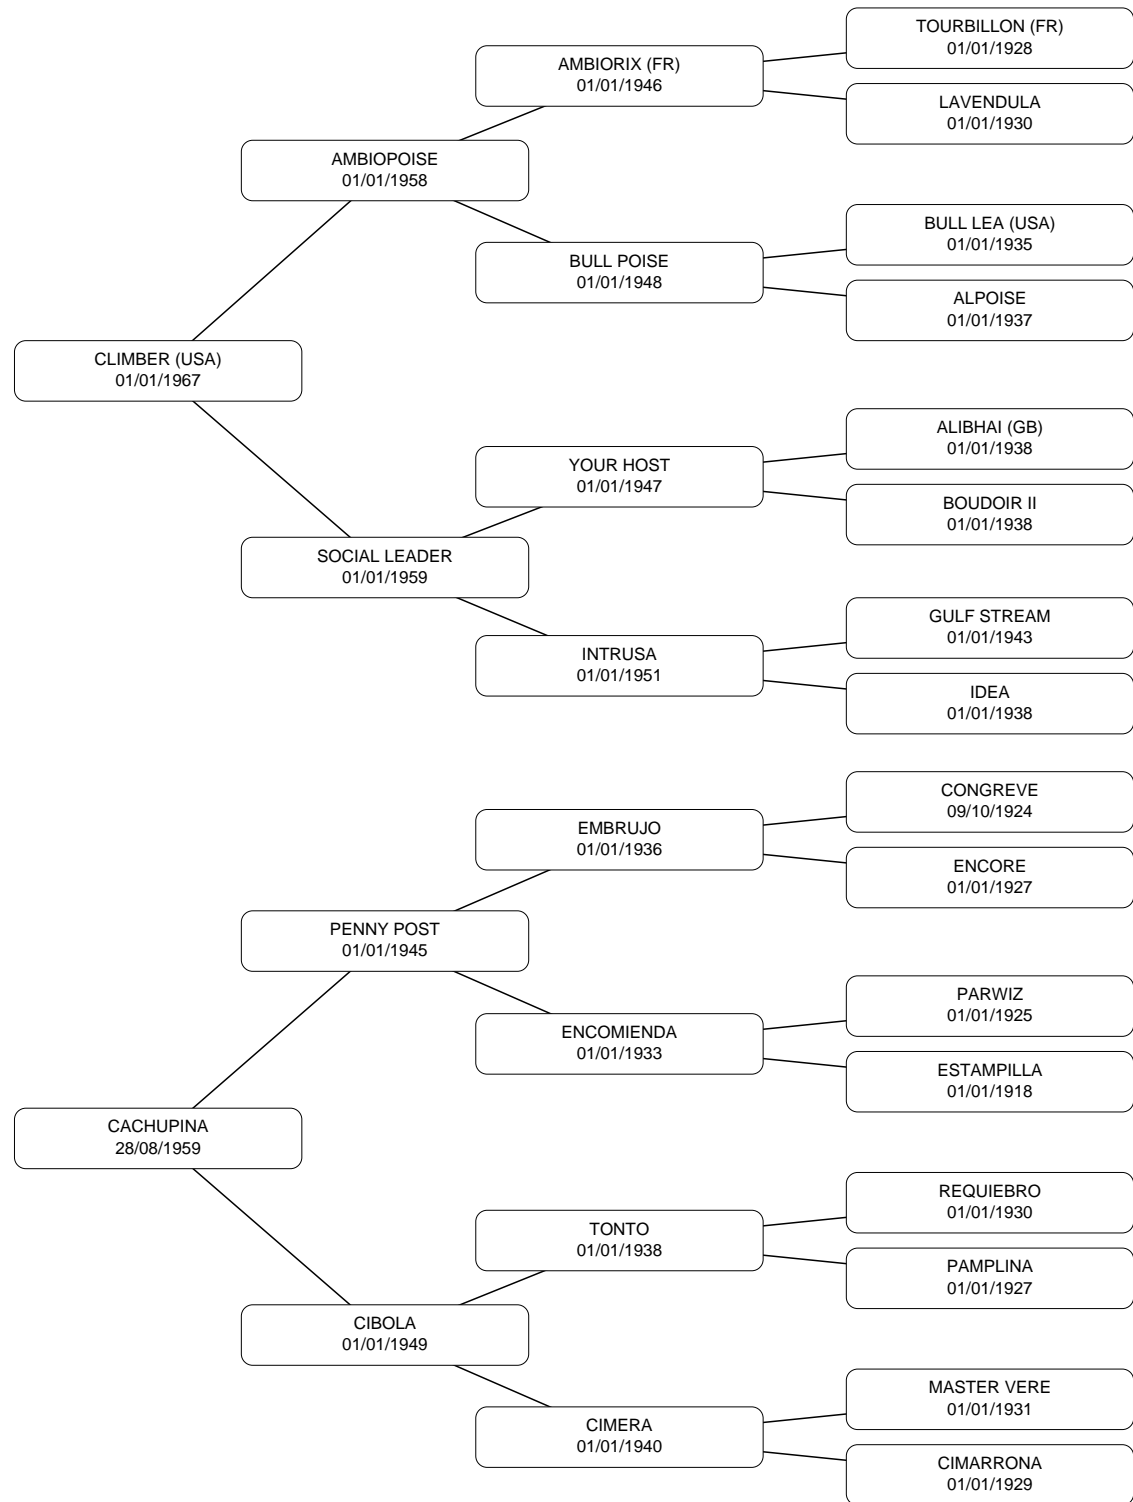 TOURBILLON (FR)
01/01/1928
AMBIORIX (FR)
01/01/1946
LAVENDULA
01/01/1930
AMBIOPOISE
01/01/1958
BULL LEA (USA)
01/01/1935
BULL POISE
01/01/1948
ALPOISE
01/01/1937
CLIMBER (USA)
01/01/1967
ALIBHAI (GB)
01/01/1938
YOUR HOST
01/01/1947
BOUDOIR II
01/01/1938
SOCIAL LEADER
01/01/1959
GULF STREAM
01/01/1943
INTRUSA
01/01/1951
IDEA
01/01/1938
CONGREVE
09/10/1924
EMBRUJO
01/01/1936
ENCORE
01/01/1927
PENNY POST
01/01/1945
PARWIZ
01/01/1925
ENCOMIENDA
01/01/1933
ESTAMPILLA
01/01/1918
CACHUPINA
28/08/1959
REQUIEBRO
01/01/1930
TONTO
01/01/1938
PAMPLINA
01/01/1927
CIBOLA
01/01/1949
MASTER VERE
01/01/1931
CIMERA
01/01/1940
CIMARRONA
01/01/1929